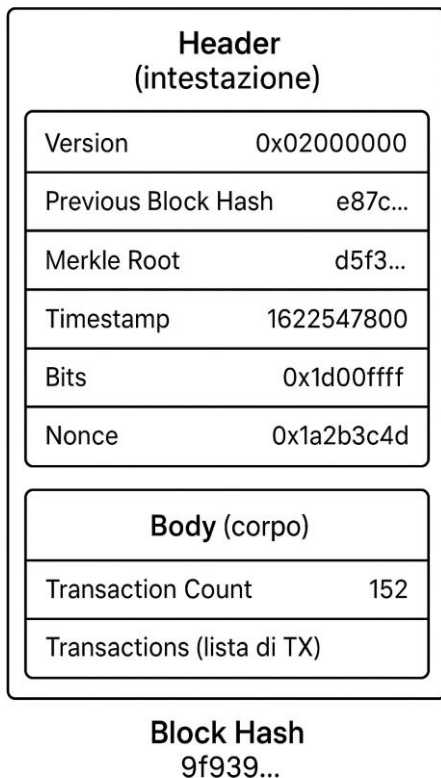 Header
(intestazione)
Version 0x02000000
Previous Block Hash e87c...
Merkle Root d5f3...
Timestamp 1622547800
Bits 0x1d00ffff
Nonce 0x1a2b3c4d
Body (corpo)
Transaction Count 152
Transactions (lista di TX)
Block Hash
9f939...